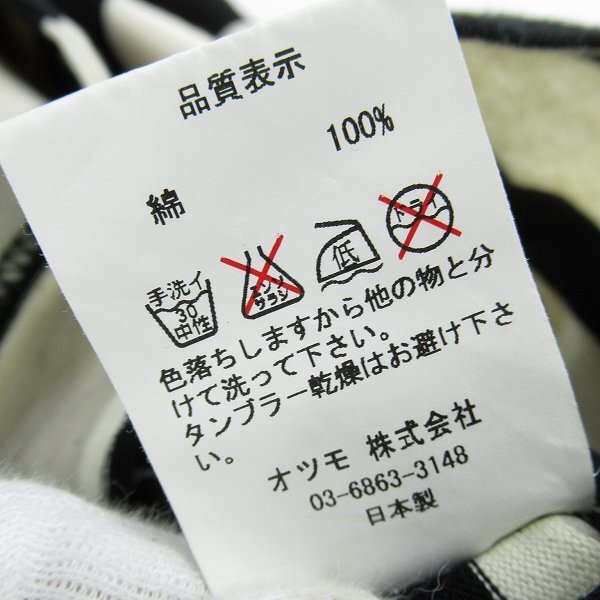 品質表示
綿 100%
手洗イ
30
中性
エンソ
サラシ
低
ドライ
色落ちしますから他の物と分
けて洗って下さい。
タンブラー乾燥はお避け下さ
い。
オツモ 株式会社
03-6863-3148
日本製